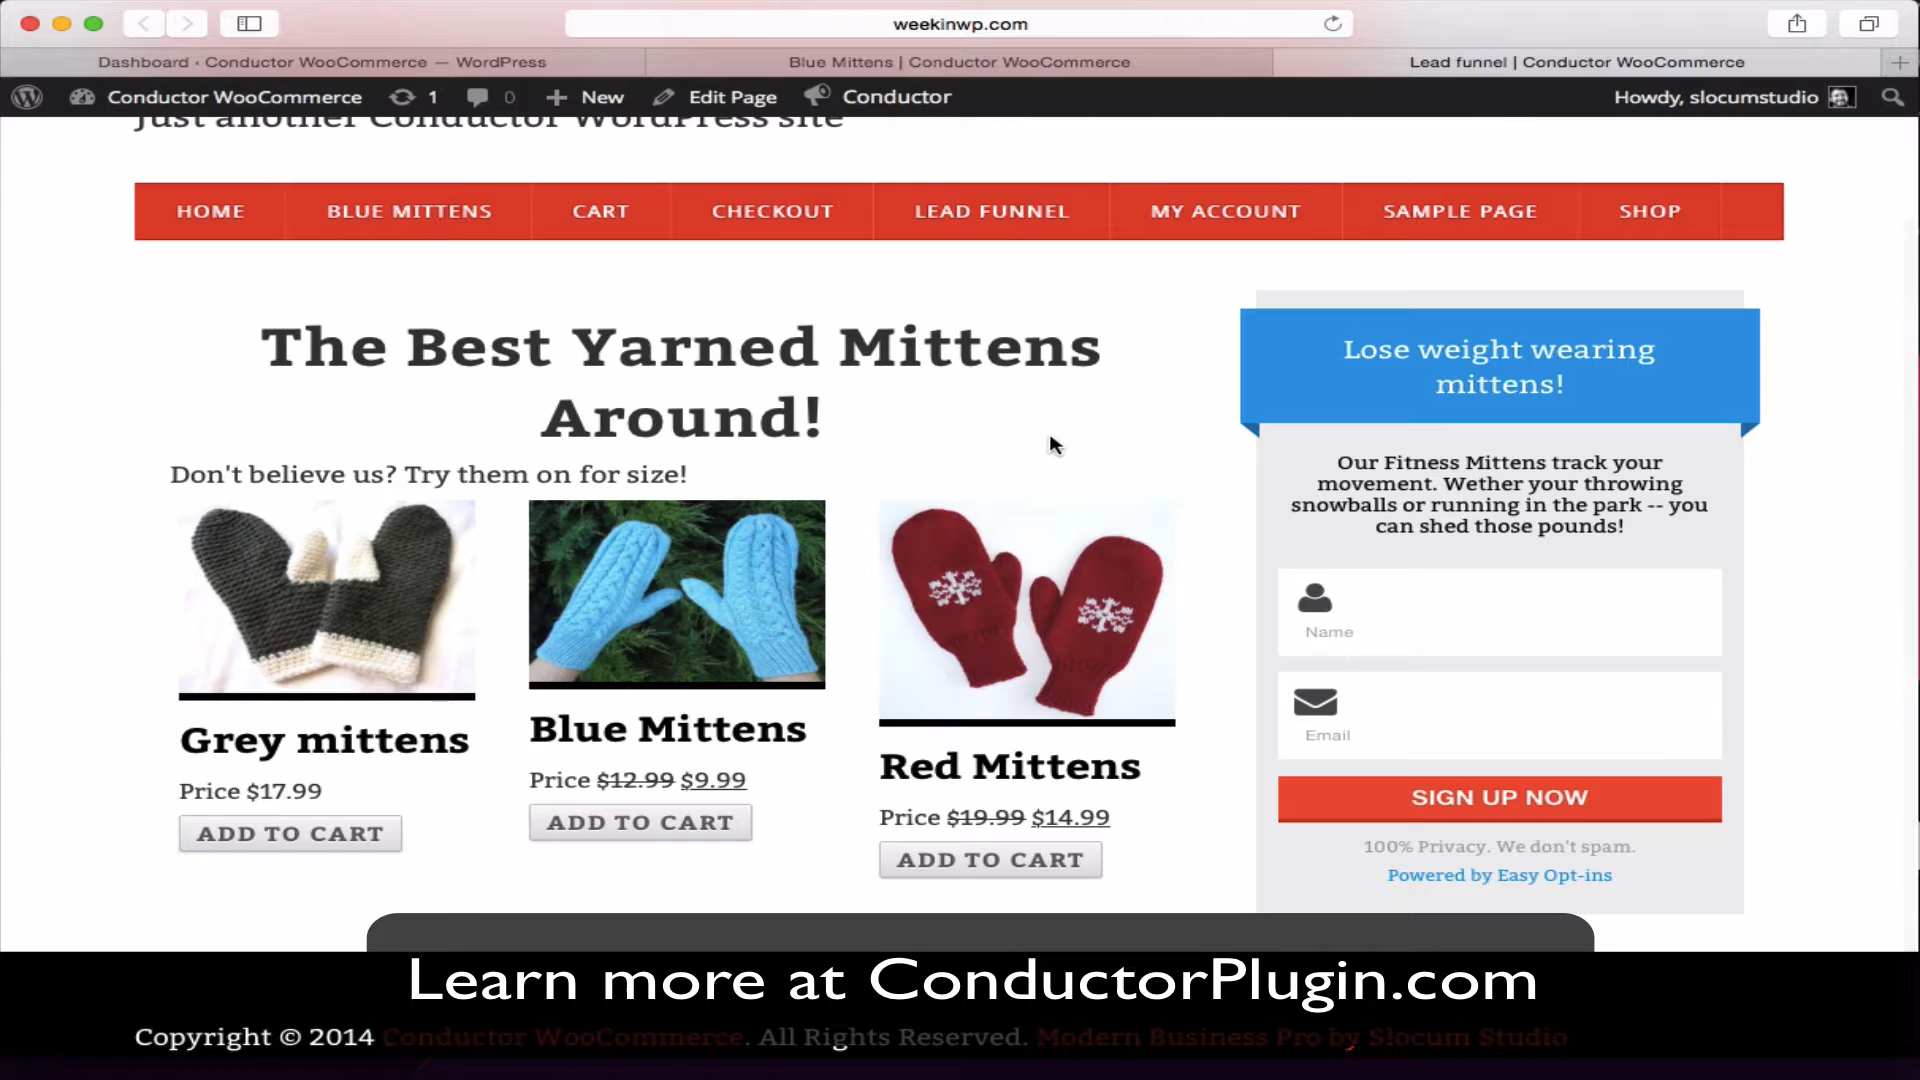 weekinwp.com
Dashboard ‹ Conductor WooCommerce — WordPress
Blue Mittens | Conductor WooCommerce
Lead funnel | Conductor WooCommerce
Conductor WooCommerce 1 0 New Edit Page Conductor Howdy, slocumstudio
Just another Conductor WordPress site
HOME BLUE MITTENS CART CHECKOUT LEAD FUNNEL MY ACCOUNT SAMPLE PAGE SHOP
The Best Yarned Mittens
Around!
Don't believe us? Try them on for size!
Grey mittens
Price $17.99
ADD TO CART
Blue Mittens
Price $12.99 $9.99
ADD TO CART
Red Mittens
Price $19.99 $14.99
ADD TO CART
Lose weight wearing
mittens!
Our Fitness Mittens track your
movement. Wether your throwing
snowballs or running in the park -- you
can shed those pounds!
Name
Email
SIGN UP NOW
100% Privacy. We don't spam.
Powered by Easy Opt-ins
Learn more at ConductorPlugin.com
Copyright © 2014 Conductor WooCommerce. All Rights Reserved. Modern Business Pro by Slocum Studio